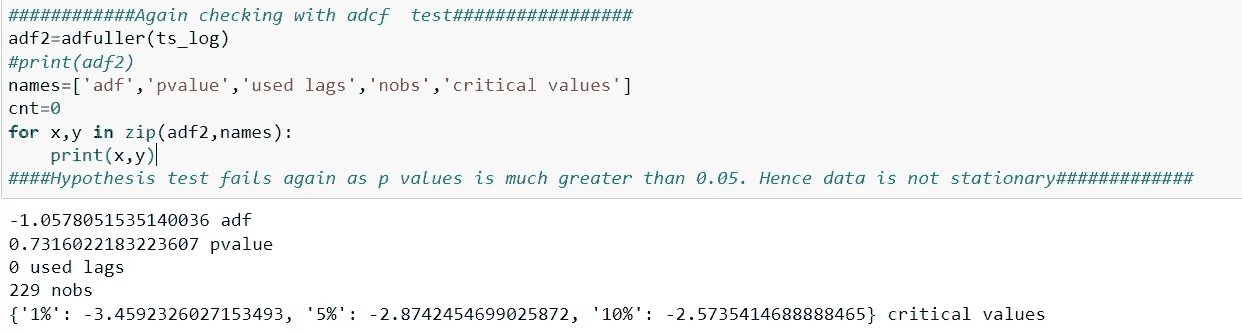 ############Again checking with adcf  test#################
adf2=adfuller(ts_log)
#print(adf2)
names=['adf','pvalue','used lags','nobs','critical values']
cnt=0
for x,y in zip(adf2,names):
    print(x,y)
####Hypothesis test fails again as p values is much greater than 0.05. Hence data is not stationary#############
-1.0578051535140036 adf
0.7316022183223607 pvalue
0 used lags
229 nobs
{'1%': -3.4592326027153493, '5%': -2.8742454699025872, '10%': -2.5735414688888465} critical values